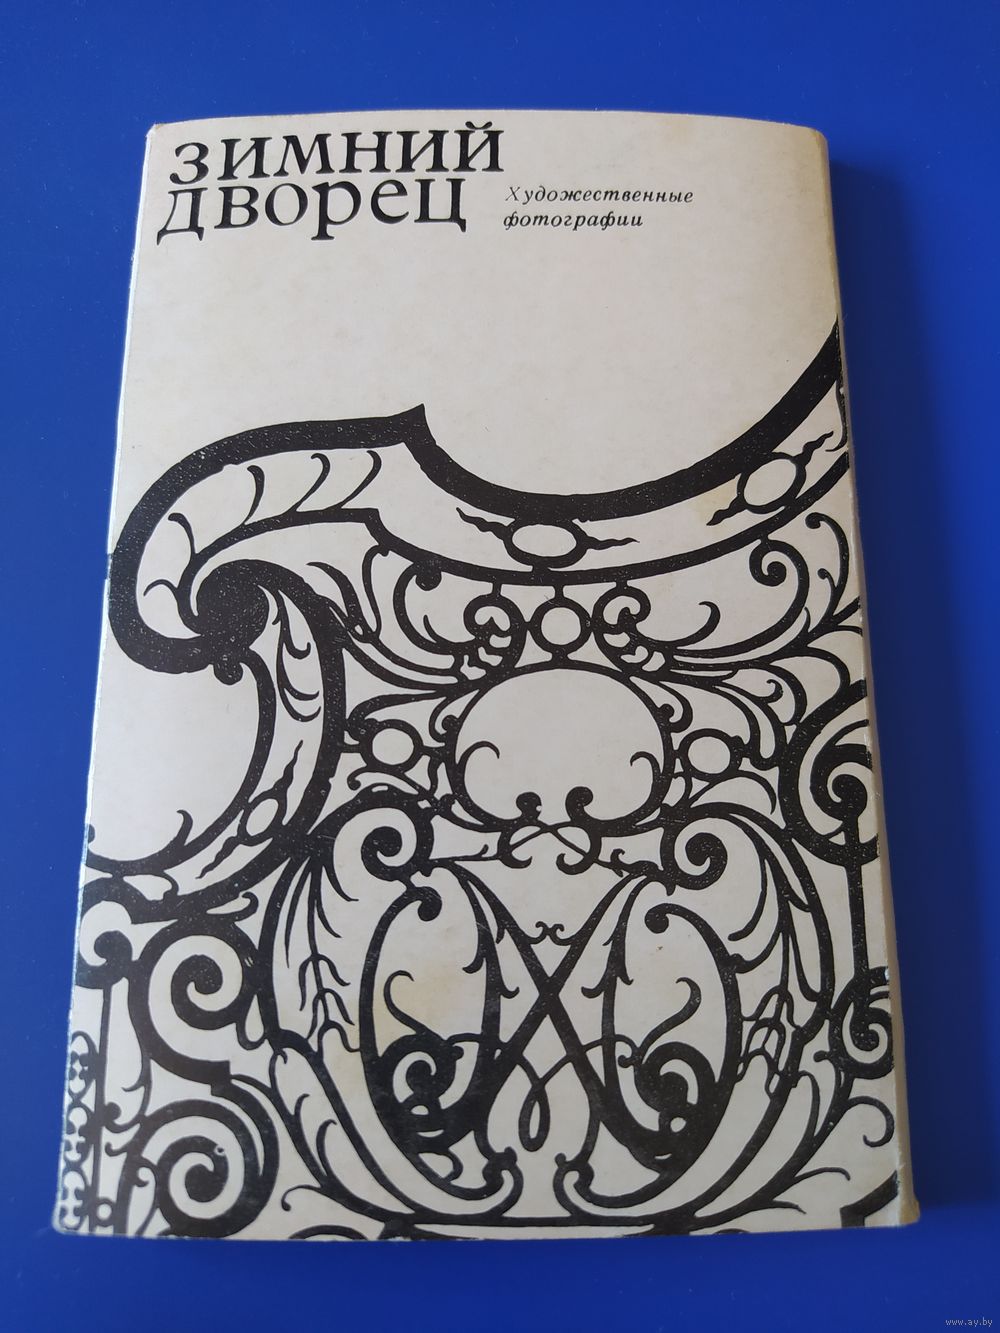 ЗИМНИЙ
ДВОРЕЦ
Художественные
фотографии
www.ay.by